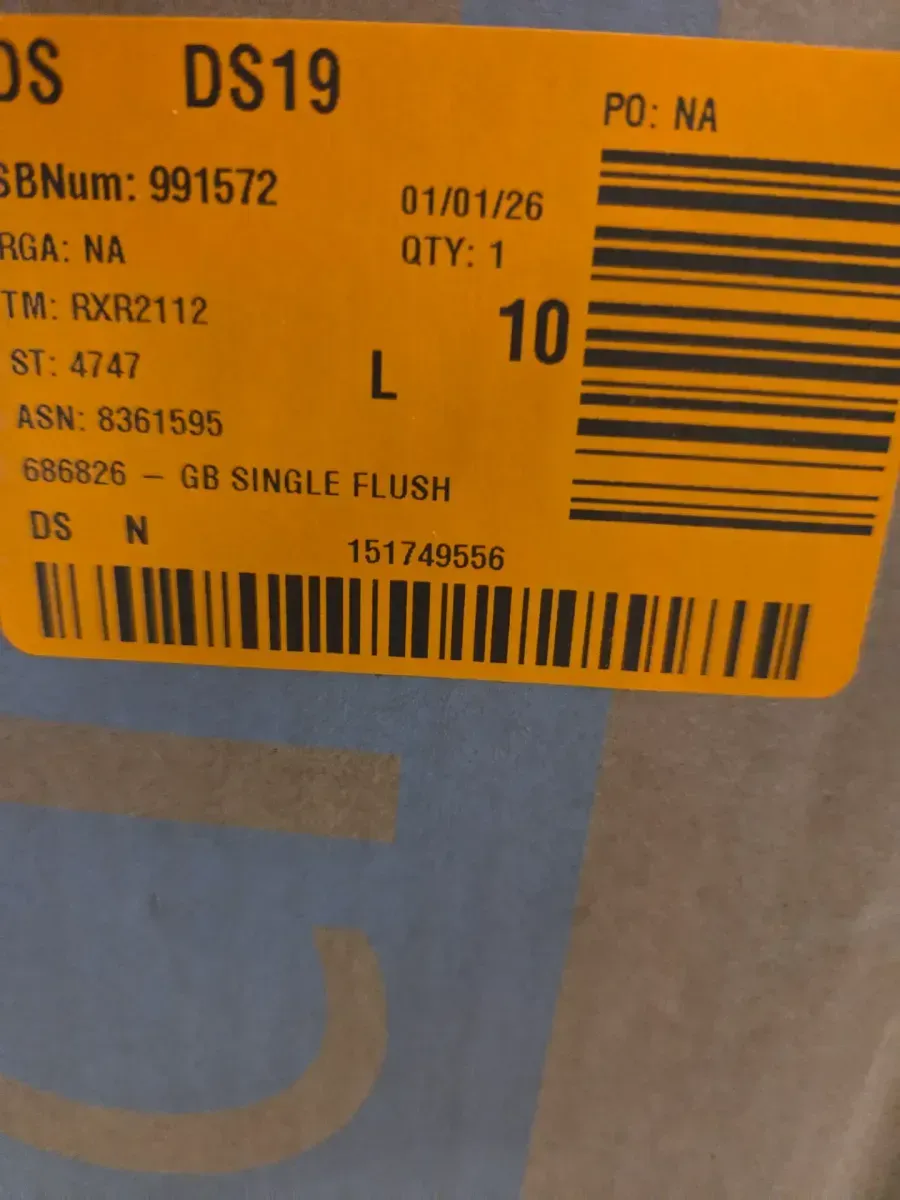 DS DS19
PO: NA
SBNum: 991572
01/01/26
RGA: NA
QTY: 1
TM: RXR2112
10
ST: 4747
L
ASN: 8361595
686826 – GB SINGLE FLUSH
DS N
151749556